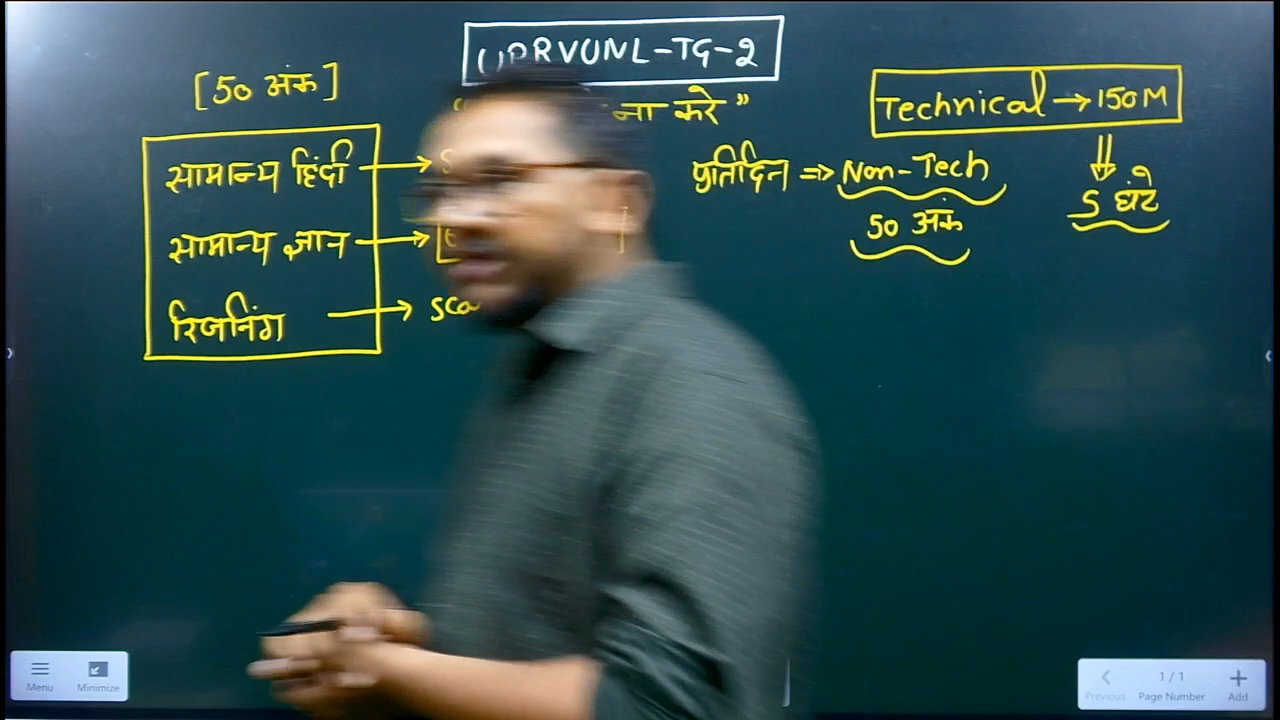 UPRVUNL-TG-2
[50 अंक]
ना करे”
Technical → 150M
सामान्य हिंदी →
प्रतिदिन ⇒ Non-Tech
50 अंक
5 घंटे
सामान्य ज्ञान →
रिजनिंग →
Menu
Minimize
Previous
1 / 1
Page Number
Add